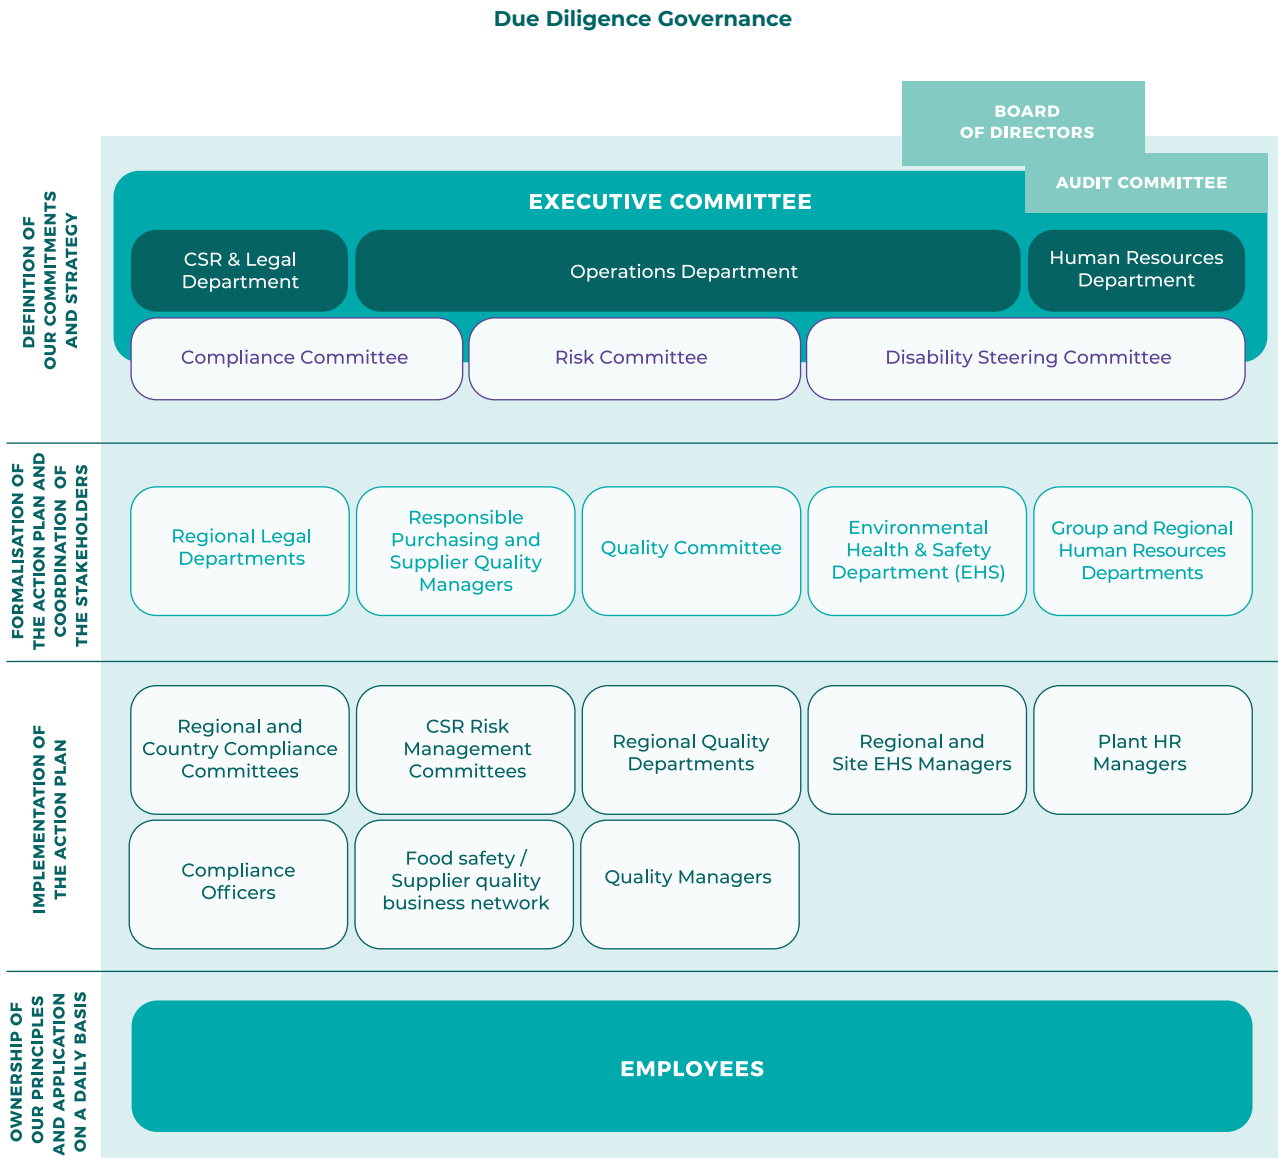 Due Diligence Governance
BOARD
OF DIRECTORS
AUDIT COMMITTEE
DEFINITION OF
OUR COMMITMENTS
AND STRATEGY
EXECUTIVE COMMITTEE
CSR & Legal
Department
Operations Department
Human Resources
Department
Compliance Committee
Risk Committee
Disability Steering Committee
FORMALISATION OF
THE ACTION PLAN AND
COORDINATION OF
THE STAKEHOLDERS
Regional Legal
Departments
Responsible
Purchasing and
Supplier Quality
Managers
Quality Committee
Environmental
Health & Safety
Department (EHS)
Group and Regional
Human Resources
Departments
IMPLEMENTATION OF
THE ACTION PLAN
Regional and
Country Compliance
Committees
CSR Risk
Management
Committees
Regional Quality
Departments
Regional and
Site EHS Managers
Plant HR
Managers
Compliance
Officers
Food safety /
Supplier quality
business network
Quality Managers
OWNERSHIP OF
OUR PRINCIPLES
AND APPLICATION
ON A DAILY BASIS
EMPLOYEES